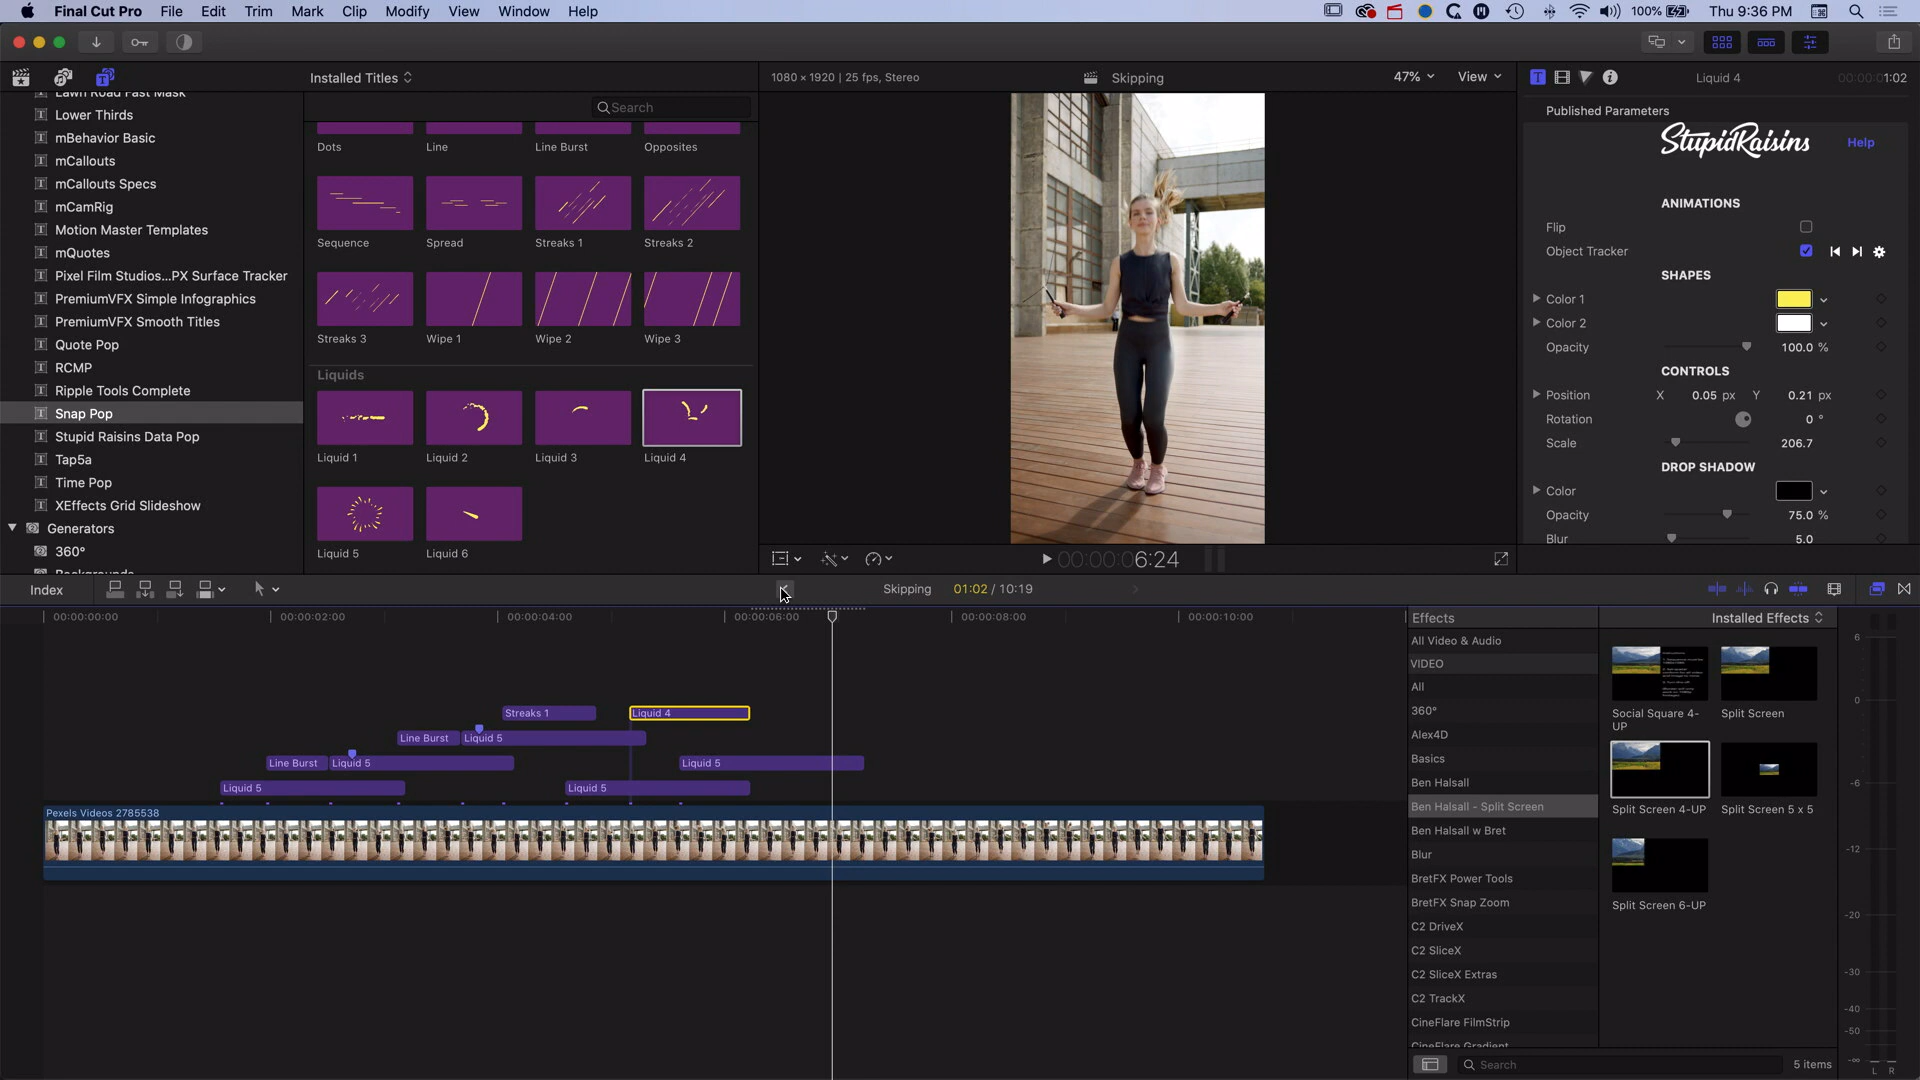 Final Cut Pro File Edit Trim Mark Clip Modify View Window Help 100% Thu 9:36 PM
Installed Titles 1080 × 1920 | 25 fps, Stereo Skipping 47% View Liquid 4 00:00:01:02
Lawn Road Fast Mask
Lower Thirds
mBehavior Basic
mCallouts
mCallouts Specs
mCamRig
Motion Master Templates
mQuotes
Pixel Film Studios...PX Surface Tracker
PremiumVFX Simple Infographics
PremiumVFX Smooth Titles
Quote Pop
RCMP
Ripple Tools Complete
Snap Pop
Stupid Raisins Data Pop
Tap5a
Time Pop
XEffects Grid Slideshow
Generators
360°
Search
Dots Line Line Burst Opposites
Sequence Spread Streaks 1 Streaks 2
Streaks 3 Wipe 1 Wipe 2 Wipe 3
Liquids
Liquid 1 Liquid 2 Liquid 3 Liquid 4
Liquid 5 Liquid 6
00:00:00:06:24
Published Parameters
StupidRaisins Help
ANIMATIONS
Flip
Object Tracker
SHAPES
Color 1
Color 2
Opacity 100.0 %
CONTROLS
Position X 0.05 px Y 0.21 px
Rotation 0 °
Scale 206.7
DROP SHADOW
Color
Opacity 75.0 %
Blur 5.0
Index Skipping 01:02 / 10:19
00:00:00:00 00:00:02:00 00:00:04:00 00:00:06:00 00:00:08:00 00:00:10:00
Streaks 1 Liquid 4
Line Burst Liquid 5
Line Burst Liquid 5 Liquid 5
Liquid 5 Liquid 5
Pexels Videos 2785538
Effects Installed Effects
All Video & Audio
VIDEO
All
360°
Alex4D
Basics
Ben Halsall
Ben Halsall - Split Screen
Ben Halsall w Bret
Blur
BretFX Power Tools
BretFX Snap Zoom
C2 DriveX
C2 SliceX
C2 SliceX Extras
C2 TrackX
CineFlare FilmStrip
CineFlare Gradient
Social Square 4-UP Split Screen
Split Screen 4-UP Split Screen 5 x 5
Split Screen 6-UP
Search 5 items
6
0
-6
-12
-20
-30
-40
-50
-∞
L R